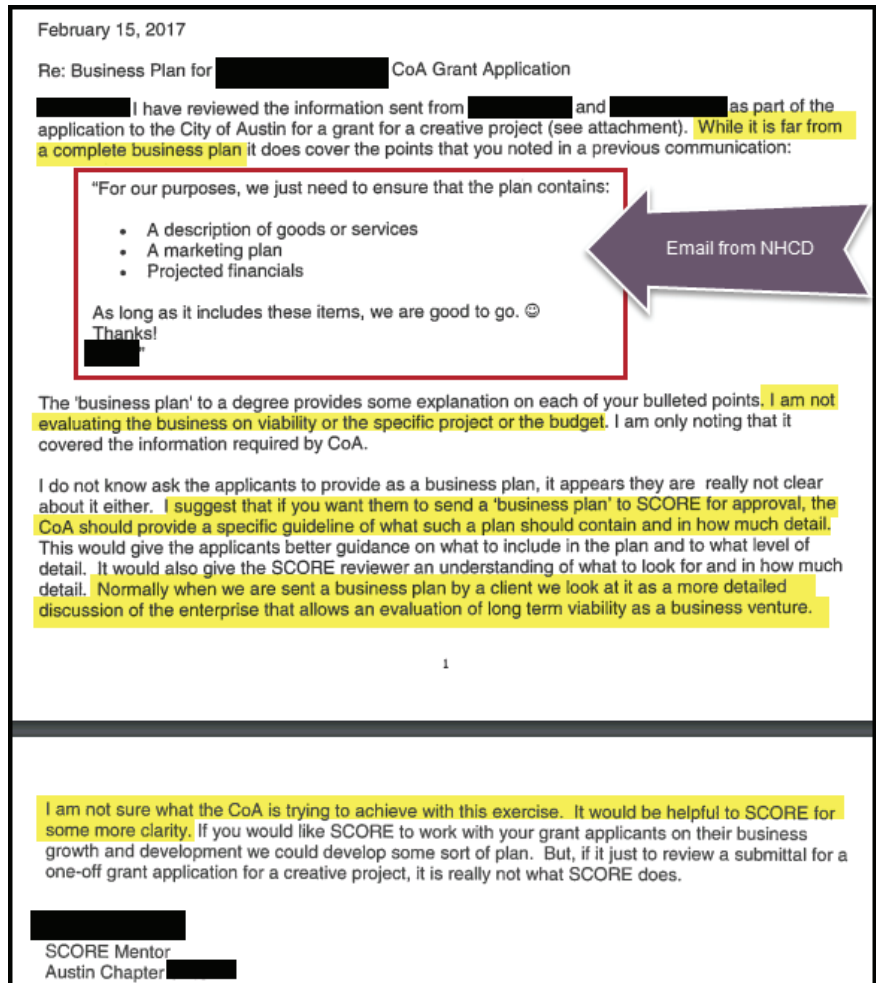 February 15, 2017
Re: Business Plan for CoA Grant Application
I have reviewed the information sent from and as part of the
application to the City of Austin for a grant for a creative project (see attachment). While it is far from
a complete business plan it does cover the points that you noted in a previous communication:
"For our purposes, we just need to ensure that the plan contains:
• A description of goods or services
• A marketing plan
• Projected financials
As long as it includes these items, we are good to go. ☺
Thanks!
"
Email from NHCD
The 'business plan' to a degree provides some explanation on each of your bulleted points. I am not
evaluating the business on viability or the specific project or the budget. I am only noting that it
covered the information required by CoA.
I do not know ask the applicants to provide as a business plan, it appears they are really not clear
about it either. I suggest that if you want them to send a 'business plan' to SCORE for approval, the
CoA should provide a specific guideline of what such a plan should contain and in how much detail.
This would give the applicants better guidance on what to include in the plan and to what level of
detail. It would also give the SCORE reviewer an understanding of what to look for and in how much
detail. Normally when we are sent a business plan by a client we look at it as a more detailed
discussion of the enterprise that allows an evaluation of long term viability as a business venture.
1
I am not sure what the CoA is trying to achieve with this exercise. It would be helpful to SCORE for
some more clarity. If you would like SCORE to work with your grant applicants on their business
growth and development we could develop some sort of plan. But, if it just to review a submittal for a
one-off grant application for a creative project, it is really not what SCORE does.
SCORE Mentor
Austin Chapter